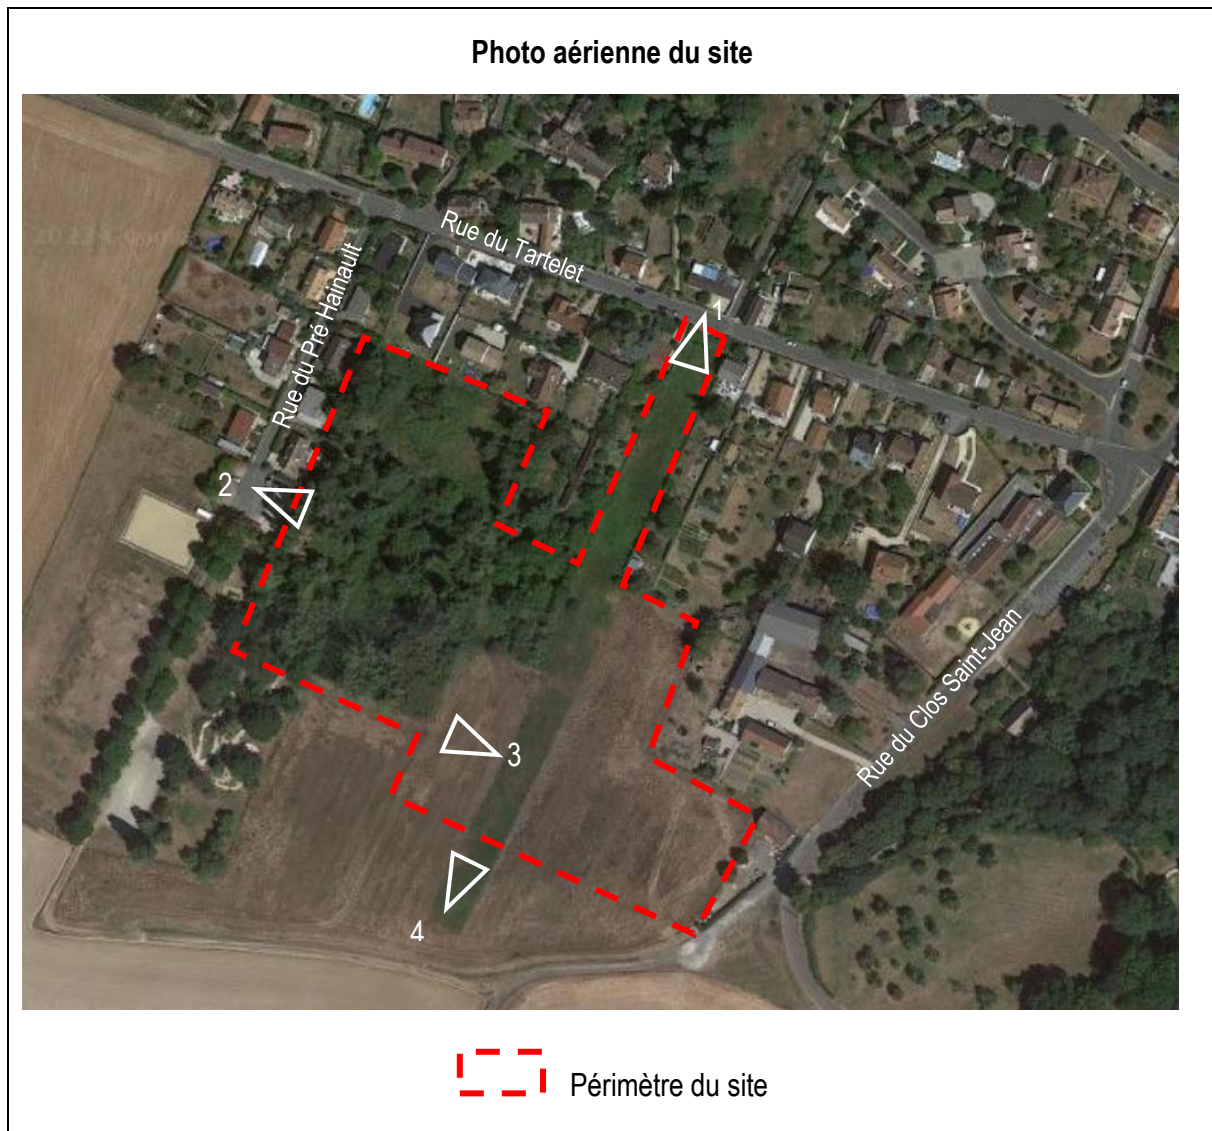 Photo aérienne du site
Rue du Tartelet
Rue du Pré Hainault
1
2
3
Rue du Clos Saint-Jean
4
Périmètre du site